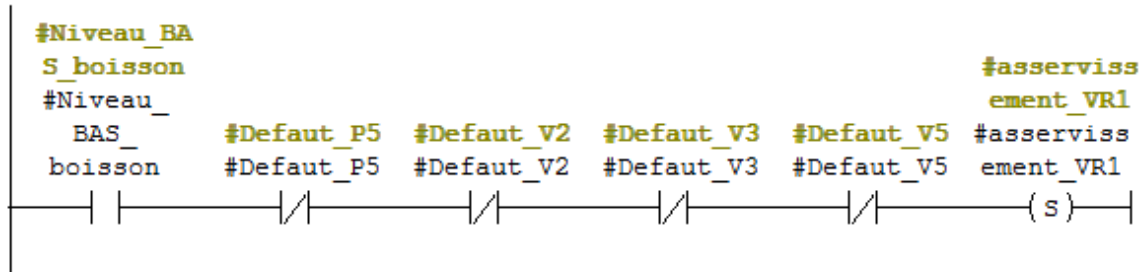 #Niveau_BA
S_boisson
#asserviss
#Niveau_
ement_VR1
BAS_
#Defaut_P5 #Defaut_V2 #Defaut_V3 #Defaut_V5 #asserviss
boisson #Defaut_P5 #Defaut_V2 #Defaut_V3 #Defaut_V5 ement_VR1
S